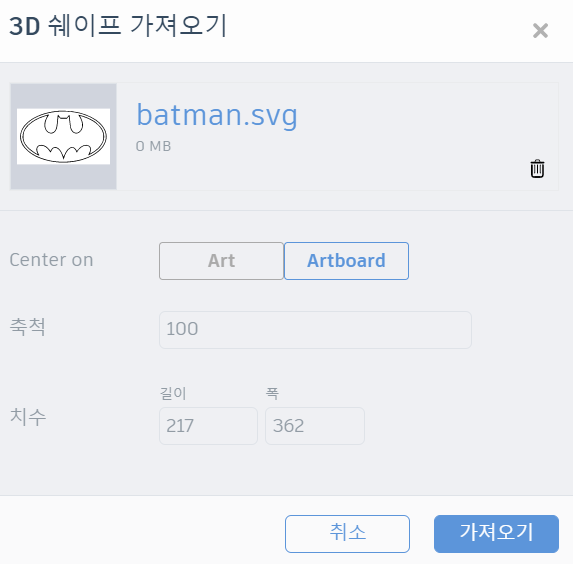 3D 쉐이프 가져오기
batman.svg
0 MB
Center on
Art
Artboard
축척
100
길이
폭
치수
217
362
취소
가져오기